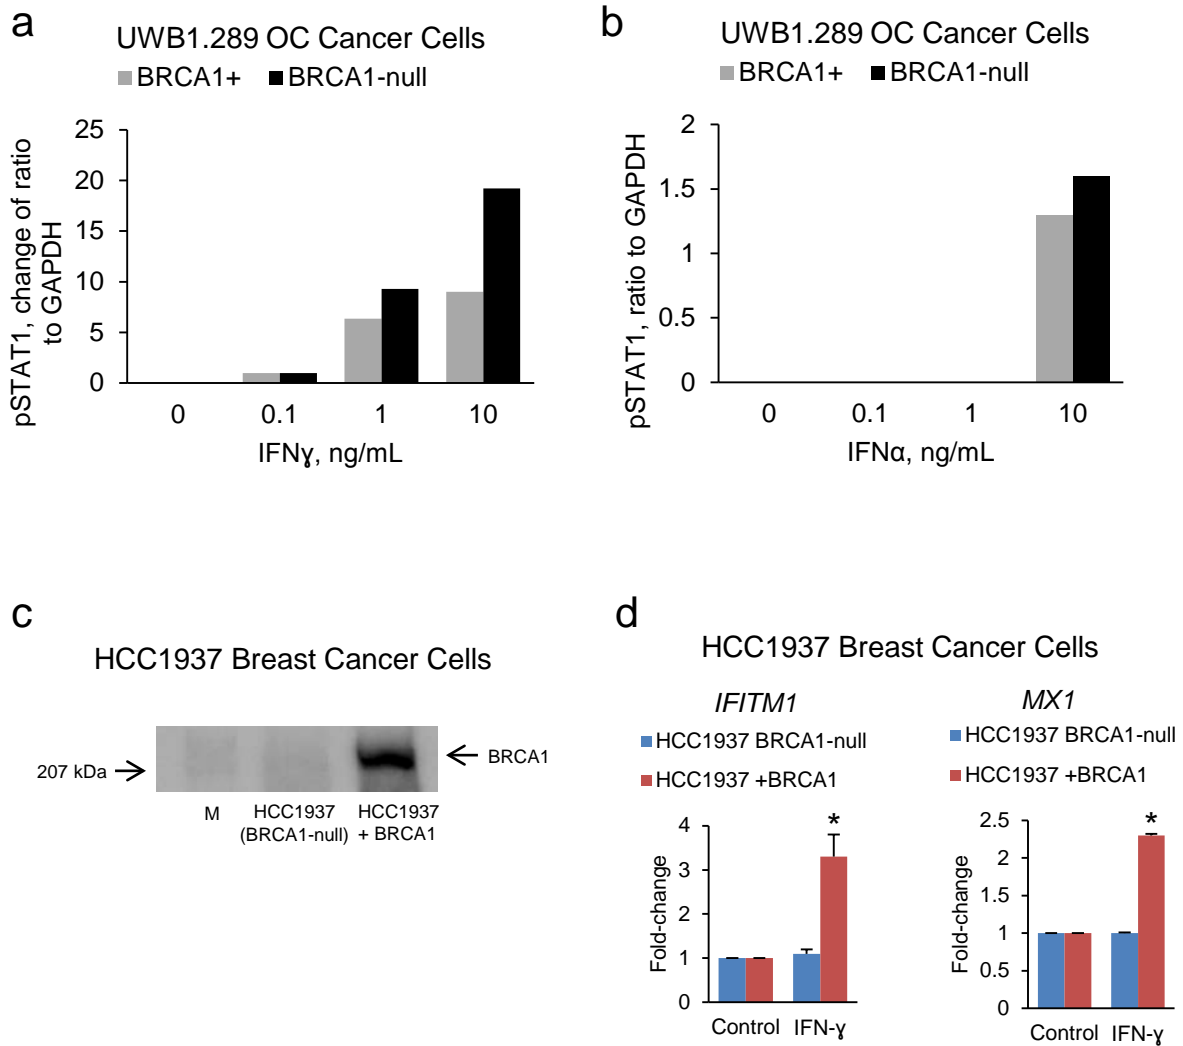 a
UWB1.289 OC Cancer Cells
BRCA1+ BRCA1-null
pSTAT1, change of ratio
to GAPDH
25
20
15
10
5
0
0 0.1 1 10
IFNɣ, ng/mL
b
UWB1.289 OC Cancer Cells
BRCA1+ BRCA1-null
pSTAT1, ratio to GAPDH
2
1.5
1
0.5
0
0 0.1 1 10
IFNα, ng/mL
c
HCC1937 Breast Cancer Cells
207 kDa
BRCA1
M HCC1937 HCC1937
(BRCA1-null) + BRCA1
d
HCC1937 Breast Cancer Cells
IFITM1
HCC1937 BRCA1-null
HCC1937 +BRCA1
Fold-change
4
3
2
1
0
*
Control IFN-ɣ
MX1
HCC1937 BRCA1-null
HCC1937 +BRCA1
Fold-change
2.5
2
1.5
1
0.5
0
*
Control IFN-ɣ